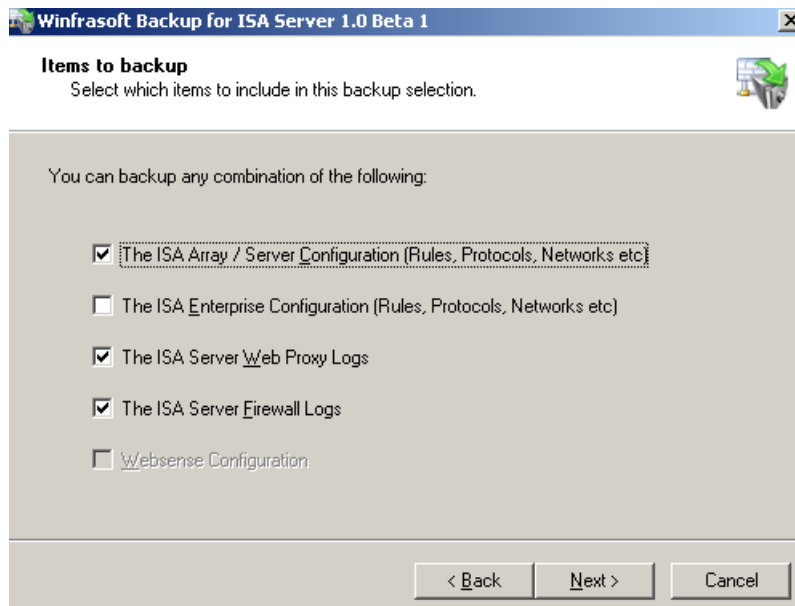 Winfrasoft Backup for ISA Server 1.0 Beta 1
Items to backup
Select which items to include in this backup selection.
You can backup any combination of the following:
The ISA Array / Server Configuration (Rules, Protocols, Networks etc)
The ISA Enterprise Configuration (Rules, Protocols, Networks etc)
The ISA Server Web Proxy Logs
The ISA Server Firewall Logs
Websense Configuration
< Back Next > Cancel